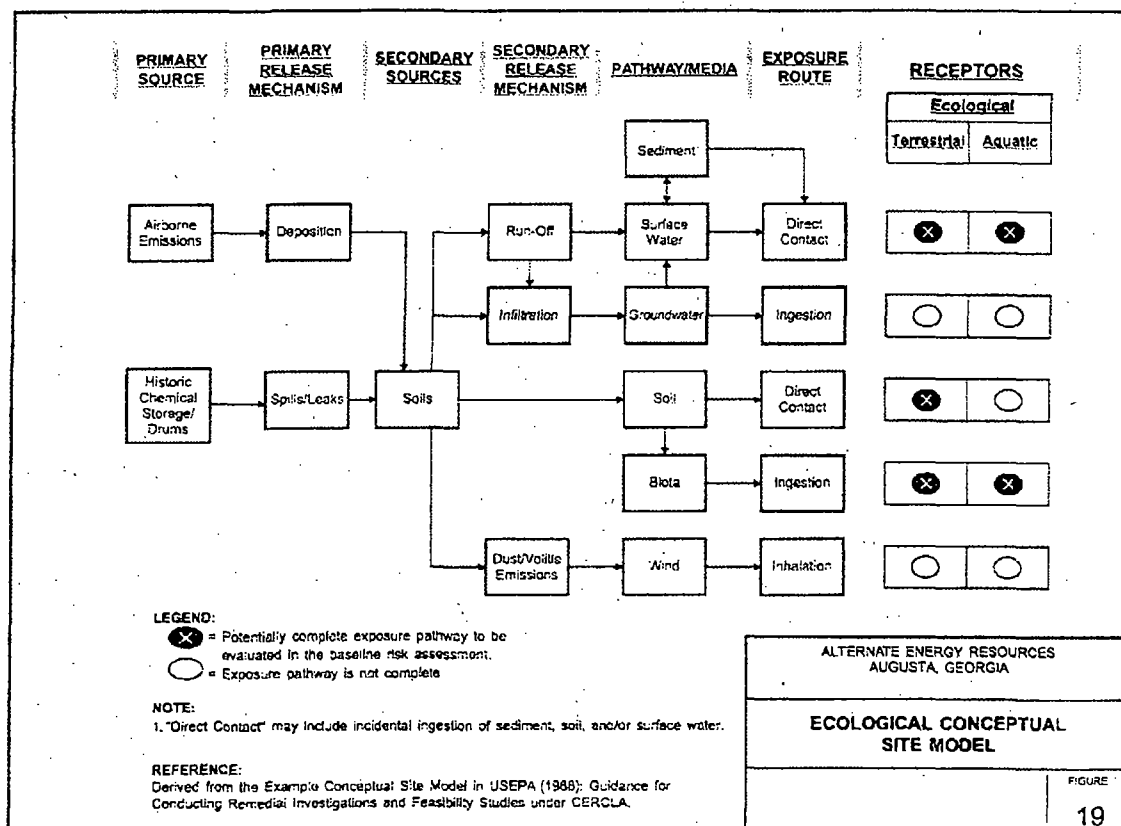 PRIMARY
SOURCE
PRIMARY
RELEASE
MECHANISM
SECONDARY
SOURCES
SECONDARY
RELEASE
MECHANISM
PATHWAY/MEDIA
EXPOSURE
ROUTE
RECEPTORS
Ecological
Terrestrial
Aquatic
Sediment
Airborne
Emissions
Deposition
Run-Off
Surface
Water
Direct
Contact
Infiltration
Groundwater
Ingestion
Historic
Chemical
Storage/
Drums
Spills/Leaks
Soils
Soil
Direct
Contact
Biota
Ingestion
Dust/Volitile
Emissions
Wind
Inhalation
LEGEND:
= Potentially complete exposure pathway to be
evaluated in the baseline risk assessment.
= Exposure pathway is not complete
NOTE:
1. "Direct Contact" may include incidental ingestion of sediment, soil, and/or surface water.
REFERENCE:
Derived from the Example Conceptual Site Model in USEPA (1988): Guidance for
Conducting Remedial Investigations and Feasibility Studies under CERCLA.
ALTERNATE ENERGY RESOURCES
AUGUSTA, GEORGIA
ECOLOGICAL CONCEPTUAL
SITE MODEL
FIGURE
19